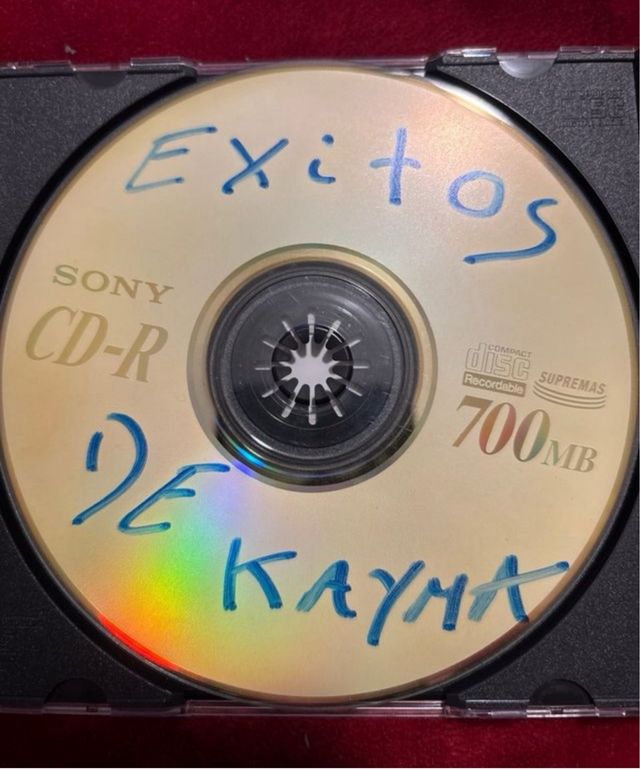 Exitos
SONY
CD-R
COMPACT
disc
Recordable
SUPREMAS
700MB
DE
KAYMA